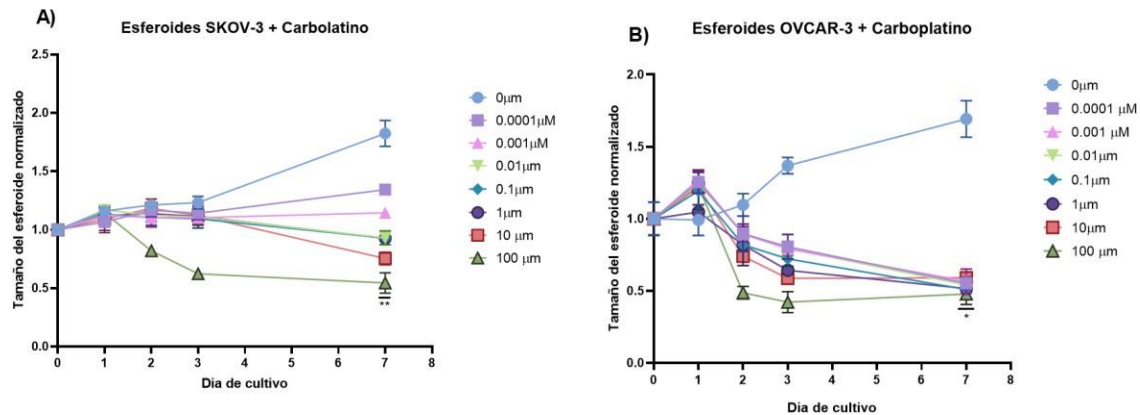 A)
Esferoides SKOV-3 + Carbolatino
Tamaño del esferoide normalizado
2.5
2.0
1.5
1.0
0.5
0.0
0 1 2 3 4 5 6 7 8
Dia de cultivo
**
0μm
0.0001μM
0.001μM
0.01μm
0.1μm
1μm
10 μm
100 μm
B)
Esferoides OVCAR-3 + Carboplatino
Tamaño del esferoide normalizado
2.0
1.5
1.0
0.5
0.0
0 1 2 3 4 5 6 7 8
Dia de cultivo
*
0μm
0.0001 μM
0.001 μM
0.01μm
0.1μm
1μm
10μm
100 μm